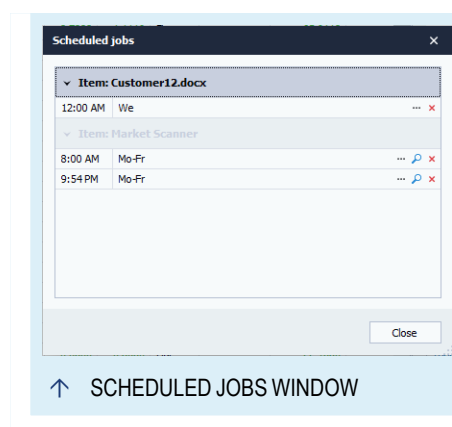 Scheduled jobs
Item: Customer12.docx
12:00 AM We
Item: Market Scanner
8:00 AM Mo-Fr
9:54 PM Mo-Fr
Close
SCHEDULED JOBS WINDOW